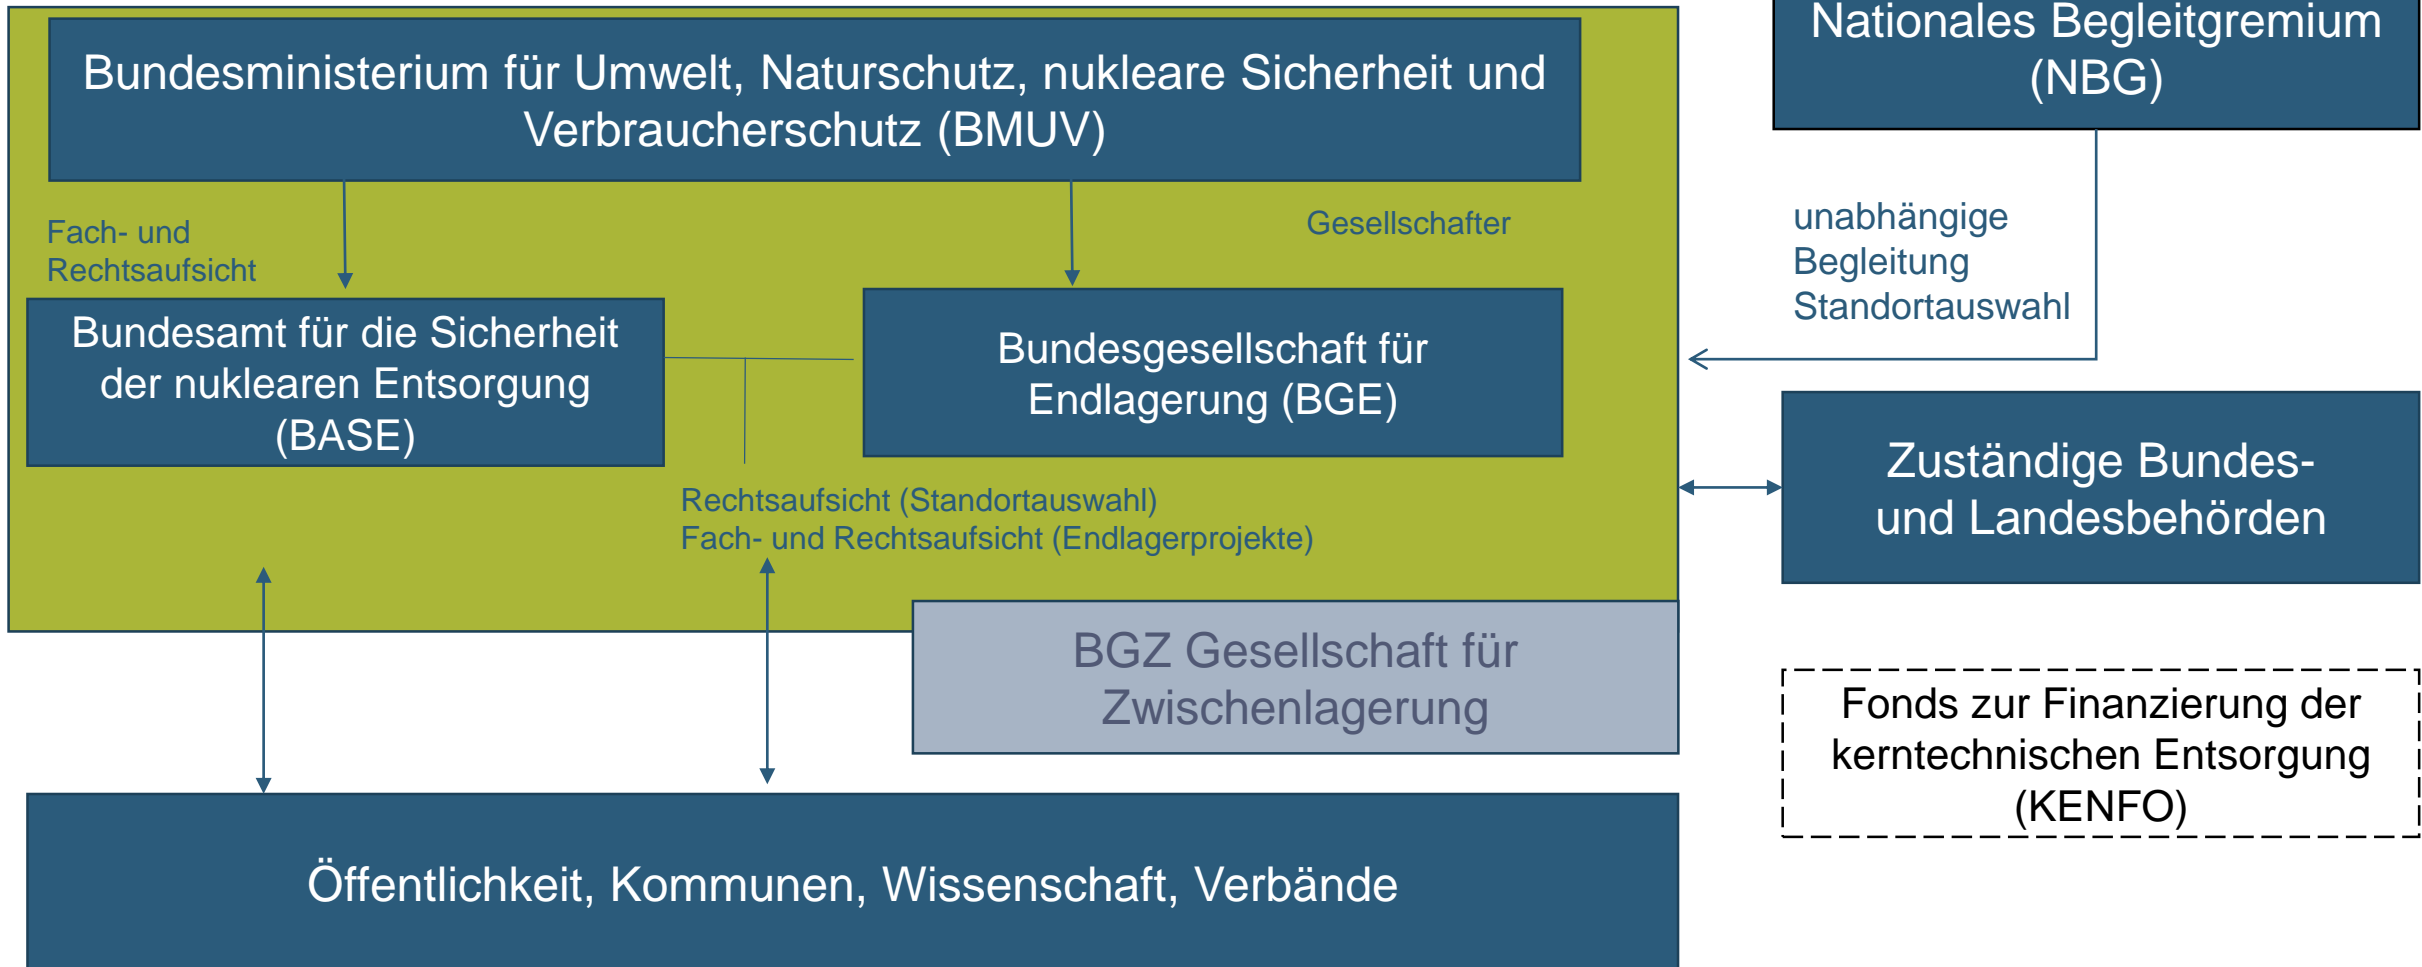 Nationales Begleitgremium
(NBG)
Bundesministerium für Umwelt, Naturschutz, nukleare Sicherheit und
Verbraucherschutz (BMUV)
Fach- und
Rechtsaufsicht
Gesellschafter
unabhängige
Begleitung
Standortauswahl
Bundesamt für die Sicherheit
der nuklearen Entsorgung
(BASE)
Bundesgesellschaft für
Endlagerung (BGE)
Rechtsaufsicht (Standortauswahl)
Fach- und Rechtsaufsicht (Endlagerprojekte)
Zuständige Bundes-
und Landesbehörden
BGZ Gesellschaft für
Zwischenlagerung
Fonds zur Finanzierung der
kerntechnischen Entsorgung
(KENFO)
Öffentlichkeit, Kommunen, Wissenschaft, Verbände